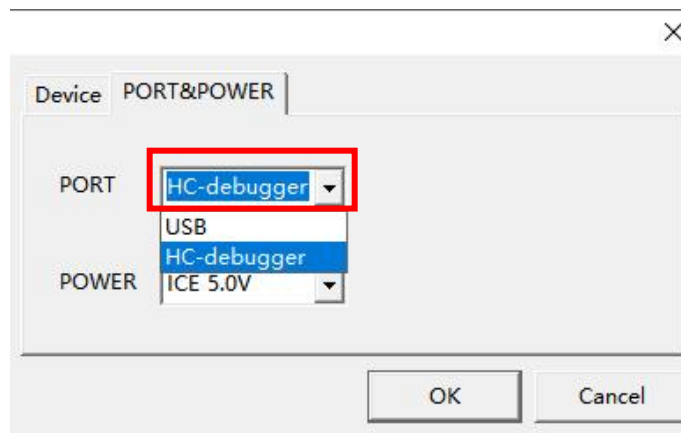 Device PORT&POWER
PORT HC-debugger
USB
HC-debugger
POWER ICE 5.0V
OK Cancel